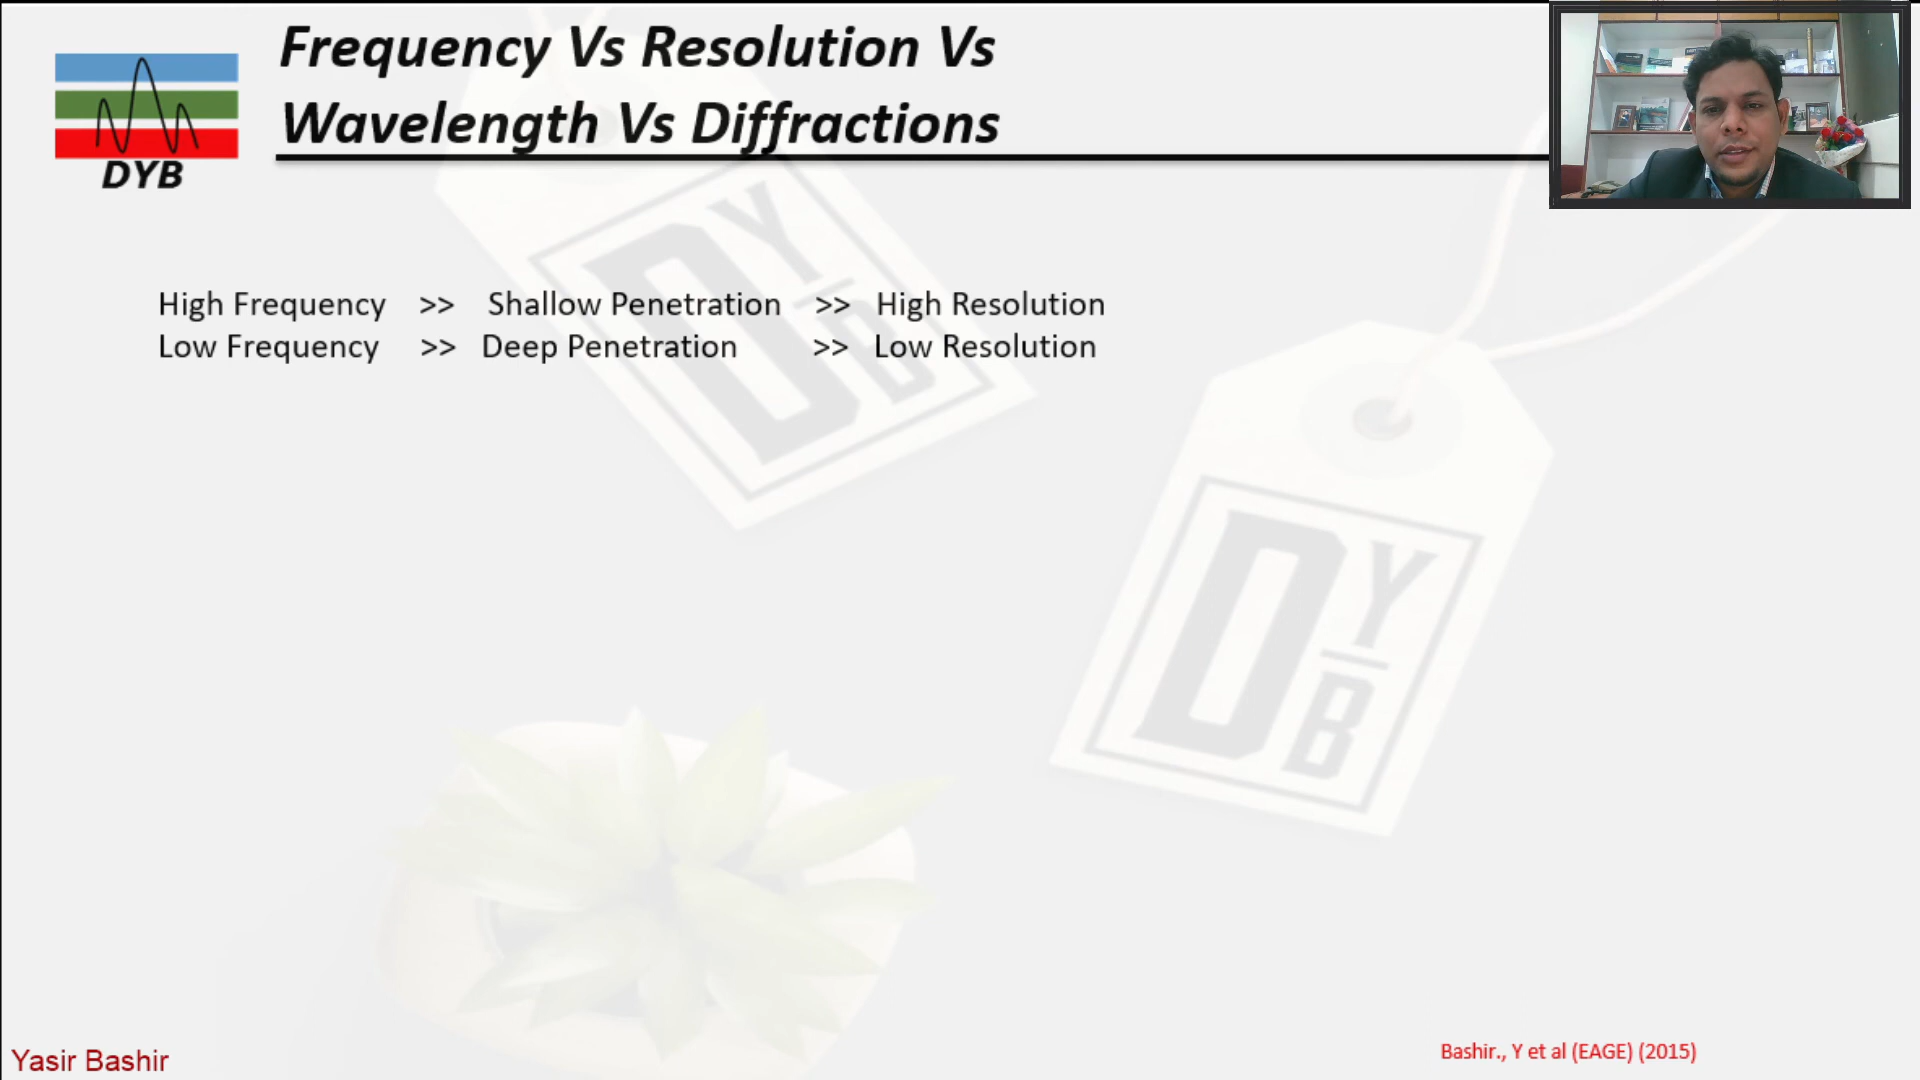 Frequency Vs Resolution Vs
Wavelength Vs Diffractions
DYB
High Frequency >> Shallow Penetration >> High Resolution
Low Frequency >> Deep Penetration >> Low Resolution
D Y B
D Y B
Yasir Bashir
Bashir., Y et al (EAGE) (2015)